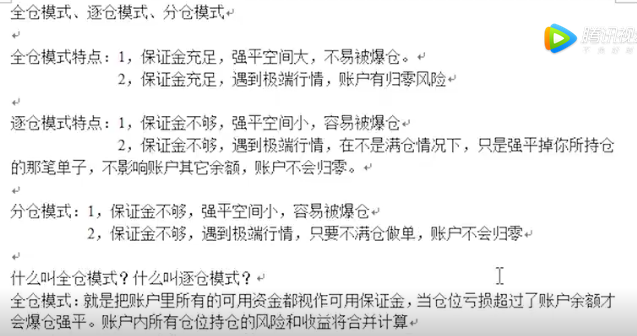 全仓模式、逐仓模式、分仓模式
全仓模式特点：1，保证金充足，强平空间大，不易被爆仓。
2，保证金充足，遇到极端行情，账户有归零风险
逐仓模式特点：1，保证金不够，强平空间小，容易被爆仓
2，保证金不够，遇到极端行情，在不是满仓情况下，只是强平掉你所持仓
的那笔单子，不影响账户其它余额，账户不会归零。
分仓模式：1，保证金不够，强平空间小，容易被爆仓
2，保证金不够，遇到极端行情，只要不满仓做单，账户不会归零
什么叫全仓模式？什么叫逐仓模式？
全仓模式：就是把账户里所有的可用资金都视作可用保证金，当仓位亏损超过了账户余额才
会爆仓强平。账户内所有仓位持仓的风险和收益将合并计算
腾讯视